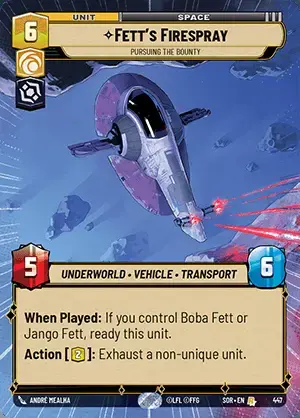 UNIT
SPACE
6
✧FETT'S FIRESPRAY
PURSUING THE BOUNTY
5
6
UNDERWORLD • VEHICLE • TRANSPORT
When Played: If you control Boba Fett or
Jango Fett, ready this unit.
Action [2]: Exhaust a non-unique unit.
ANDRÉ MEALHA
©LFL ©FFG
SOR • EN
447